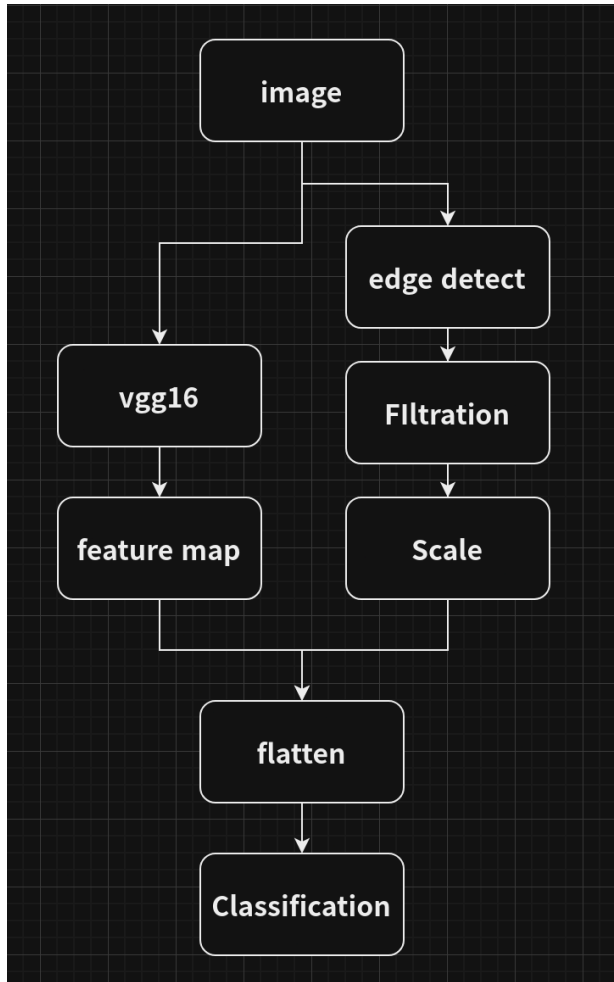 image
edge detect
vgg16
FIltration
feature map
Scale
flatten
Classification